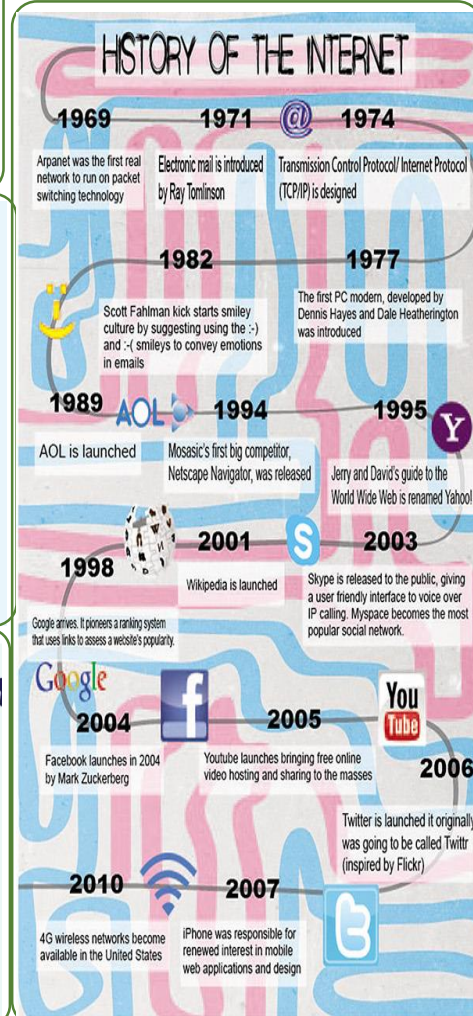 HISTORY OF THE INTERNET
1969
1971
@
1974
Arpanet was the first real
network to run on packet
switching technology
Electronic mail is introduced
by Ray Tomlinson
Transmission Control Protocol/ Internet Protocol
(TCP/IP) is designed
1982
1977
Scott Fahlman kick starts smiley
culture by suggesting using the :-)
and :-( smileys to convey emotions
in emails
The first PC modern, developed by
Dennis Hayes and Dale Heatherington
was introduced
1989
AOL
1994
1995
Y
AOL is launched
Mosasic's first big competitor,
Netscape Navigator, was released
Jerry and David's guide to the
World Wide Web is renamed Yahoo!
1998
2001
S
2003
Wikipedia is launched
Skype is released to the public, giving
a user friendly interface to voice over
IP calling. Myspace becomes the most
popular social network.
Google arrives. It pioneers a ranking system
that uses links to assess a website's popularity.
Google
2004
f
2005
You
Tube
Facebook launches in 2004
by Mark Zuckerberg
Youtube launches bringing free online
video hosting and sharing to the masses
2006
Twitter is launched it originally
was going to be called Twittr
(inspired by Flickr)
2010
2007
t
4G wireless networks become
available in the United States
iPhone was responsible for
renewed interest in mobile
web applications and design